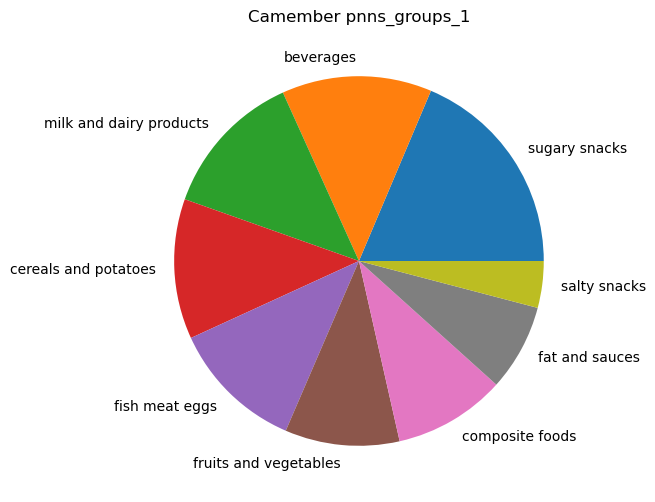 Camember pnns_groups_1
beverages
milk and dairy products
sugary snacks
cereals and potatoes
salty snacks
fat and sauces
fish meat eggs
composite foods
fruits and vegetables